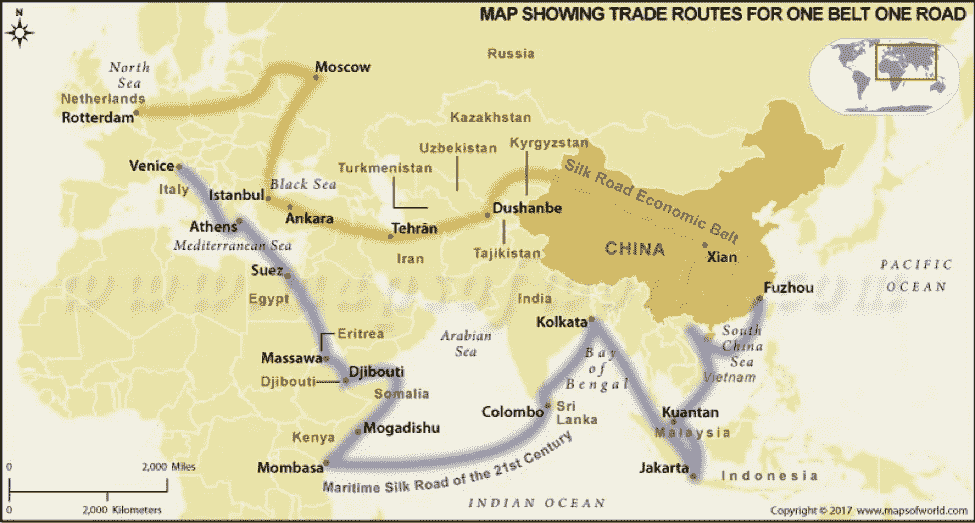 MAP SHOWING TRADE ROUTES FOR ONE BELT ONE ROAD
N
Russia
North
Sea
Moscow
Netherlands
Rotterdam
Kazakhstan
Uzbekistan
Kyrgyzstan
Venice
Turkmenistan
Silk Road Economic Belt
Italy
Istanbul
Black Sea
Ankara
Dushanbe
Athens
Tehrān
Mediterranean Sea
Iran
Tajikistan
CHINA
Xian
PACIFIC
OCEAN
Suez
Egypt
India
Fuzhou
Kolkata
Eritrea
Arabian
Sea
South
China
Sea
Massawa
Bay
of
Bengal
Djibouti
Djibouti
Vietnam
Somalia
Colombo
Sri
Lanka
Kuantan
Malaysia
Kenya
Mogadishu
Mombasa
Maritime Silk Road of the 21st Century
Jakarta
Indonesia
0
2,000 Miles
0
2,000 Kilometers
INDIAN OCEAN
Copyright © 2017 www.mapsofworld.com